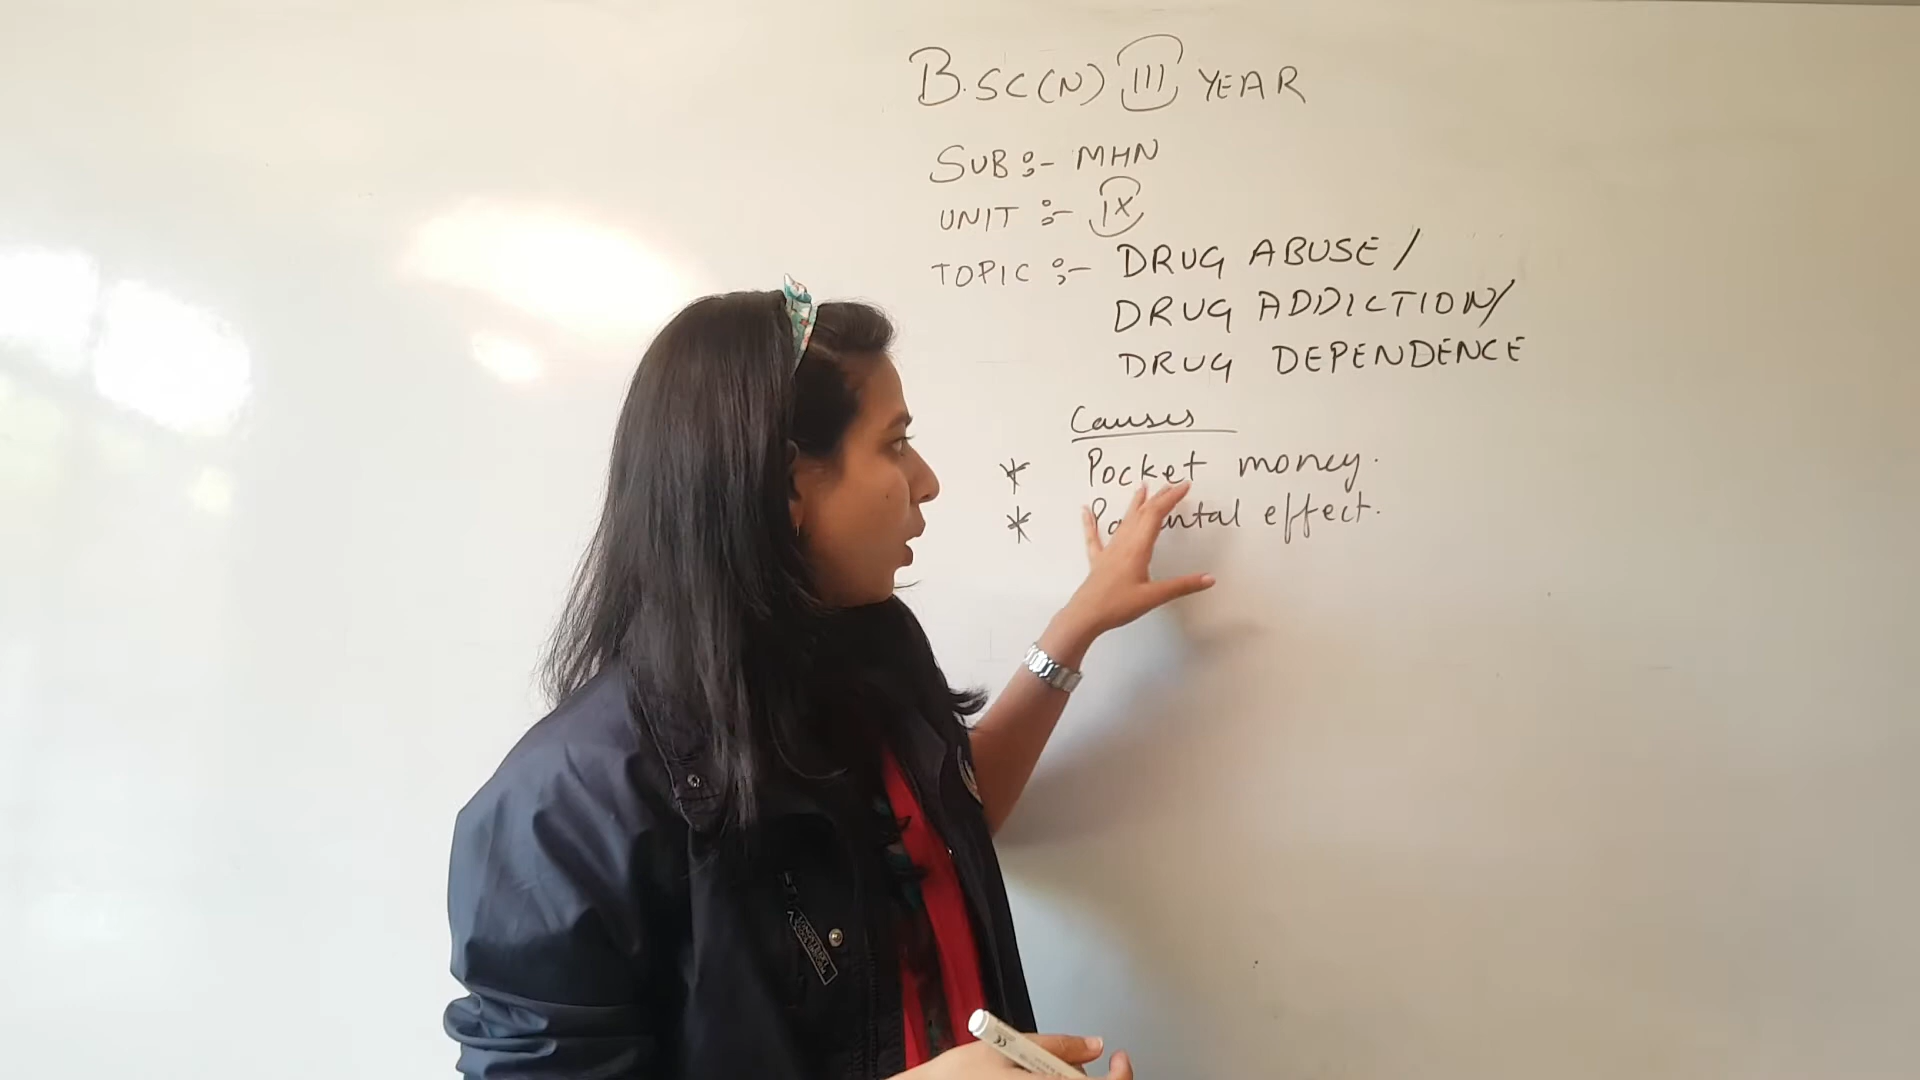 B.SC(N) III YEAR
SUB :- MHN
UNIT :- IX
TOPIC :- DRUG ABUSE /
DRUG ADDICTION/
DRUG DEPENDENCE
Causes
* Pocket money.
* effect.